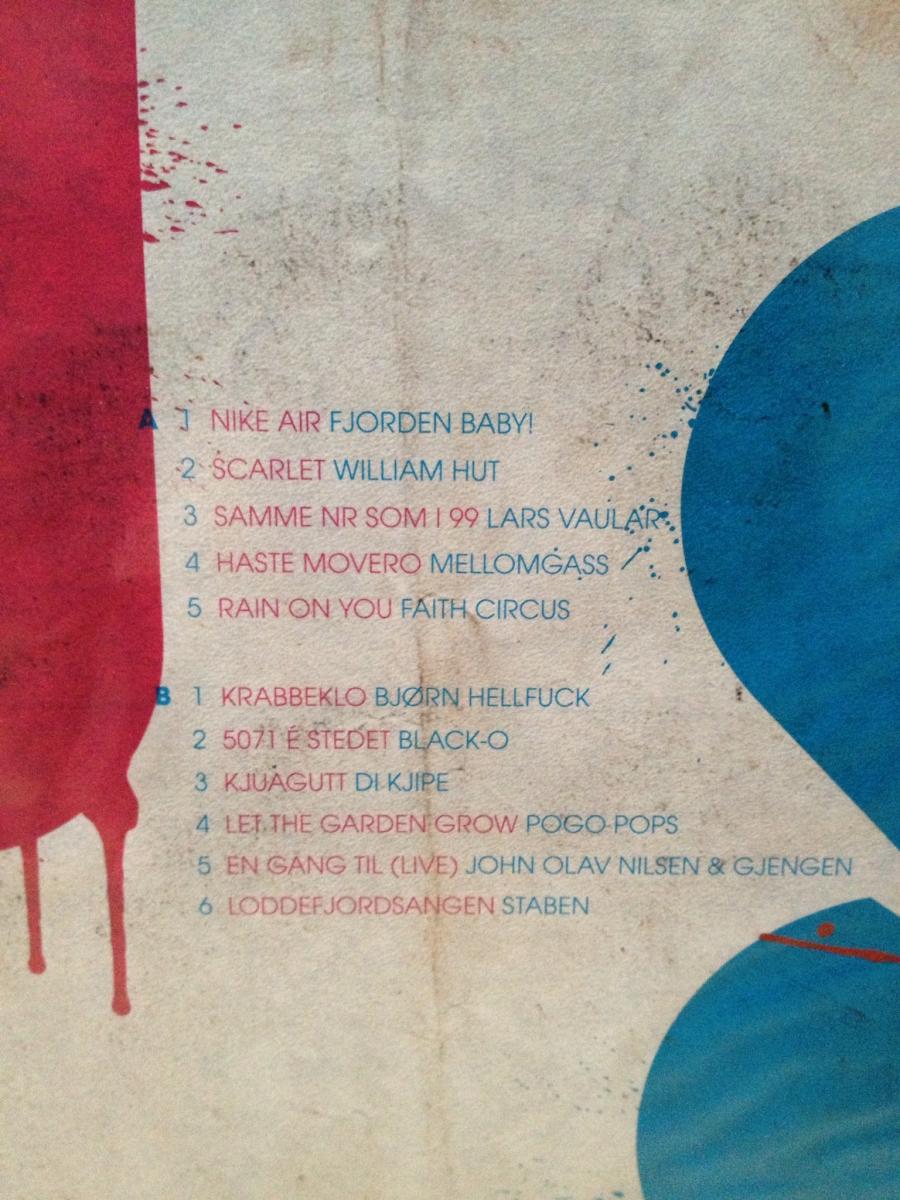 A 1 NIKE AIR FJORDEN BABY!
2 SCARLET WILLIAM HUT
3 SAMME NR SOM I 99 LARS VAULAR
4 HASTE MOVERO MELLOMGASS
5 RAIN ON YOU FAITH CIRCUS
B 1 KRABBEKLO BJØRN HELLFUCK
2 5071 É STEDET BLACK-O
3 KJUAGUTT DI KJIPE
4 LET THE GARDEN GROW POGO POPS
5 EN GANG TIL (LIVE) JOHN OLAV NILSEN & GJENGEN
6 LODDEFJORDSANGEN STABEN